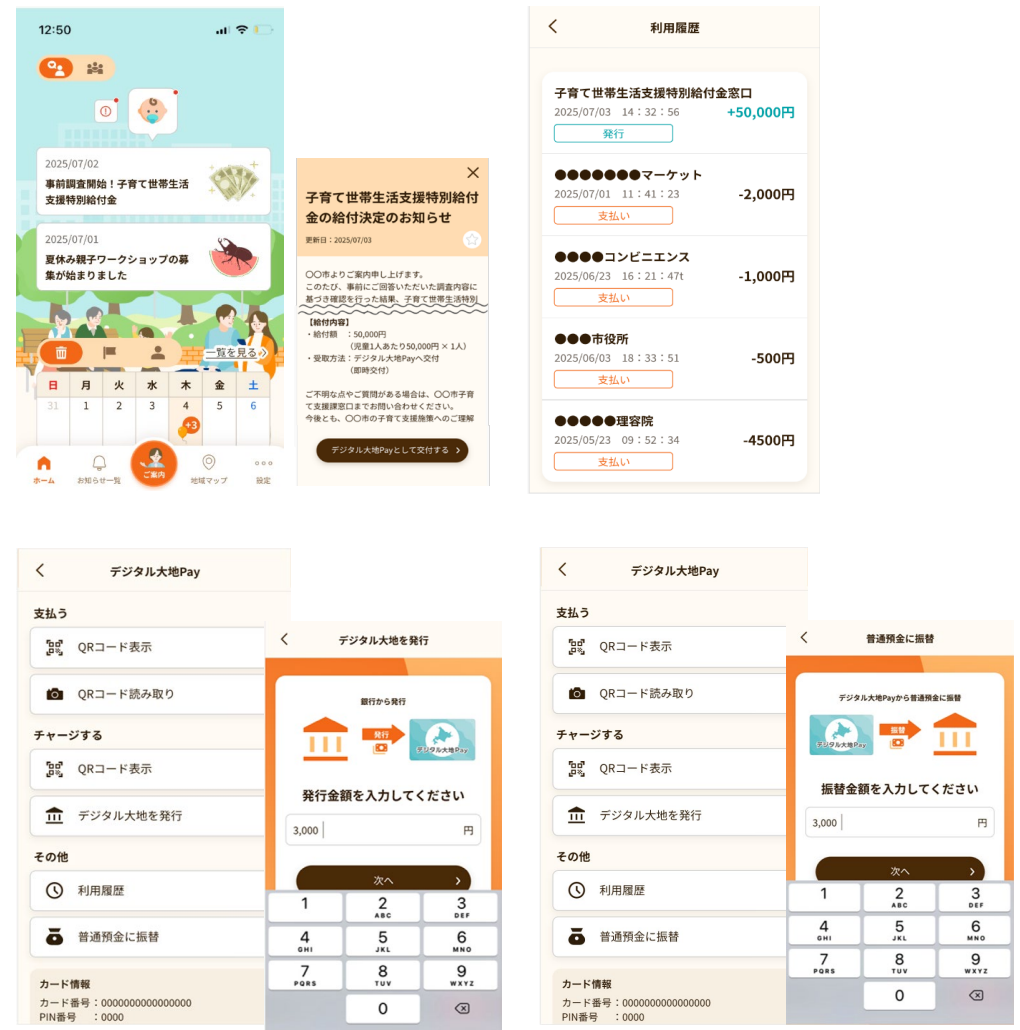 12:50
2025/07/02
事前調査開始！子育て世帯生活
支援特別給付金
2025/07/01
夏休み親子ワークショップの募
集が始まりました
一覧を見る
日 月 火 水 木 金 土
31 1 2 3 4 5 6
+3
ホーム お知らせ一覧 ご案内 地域マップ 設定
子育て世帯生活支援特別給付
金の給付決定のお知らせ
更新日：2025/07/03
〇〇市よりご案内申し上げます。
このたび、事前にご回答いただいた調査内容に
基づき確認を行った結果、子育て世帯生活特別
【給付内容】
・給付額 ：50,000円
（児童1人あたり50,000円 × 1人）
・受取方法：デジタル大地Payへ交付
（即時交付）
ご不明な点やご質問がある場合は、〇〇市子育
て支援課窓口までお問い合わせください。
今後とも、〇〇市の子育て支援施策へのご理解
デジタル大地Payとして交付する
利用履歴
子育て世帯生活支援特別給付金窓口
2025/07/03 14：32：56 +50,000円
発行
●●●●●●●マーケット
2025/07/01 11：41：23 -2,000円
支払い
●●●●コンビニエンス
2025/06/23 16：21：47t -1,000円
支払い
●●●市役所
2025/06/03 18：33：51 -500円
支払い
●●●●●理容院
2025/05/23 09：52：34 -4500円
支払い
デジタル大地Pay
支払う
QRコード表示
QRコード読み取り
チャージする
QRコード表示
デジタル大地を発行
その他
利用履歴
普通預金に振替
カード情報
カード番号：0000000000000000
PIN番号 ：0000
デジタル大地を発行
銀行から発行
発行
デジタル大地Pay
発行金額を入力してください
3,000 円
次へ
1 2 3
ABC DEF
4 5 6
GHI JKL MNO
7 8 9
PQRS TUV WXYZ
0
デジタル大地Pay
支払う
QRコード表示
QRコード読み取り
チャージする
QRコード表示
デジタル大地を発行
その他
利用履歴
普通預金に振替
カード情報
カード番号：0000000000000000
PIN番号 ：0000
普通預金に振替
デジタル大地Payから普通預金に振替
振替
デジタル大地Pay
振替金額を入力してください
3,000 円
次へ
1 2 3
ABC DEF
4 5 6
GHI JKL MNO
7 8 9
PQRS TUV WXYZ
0